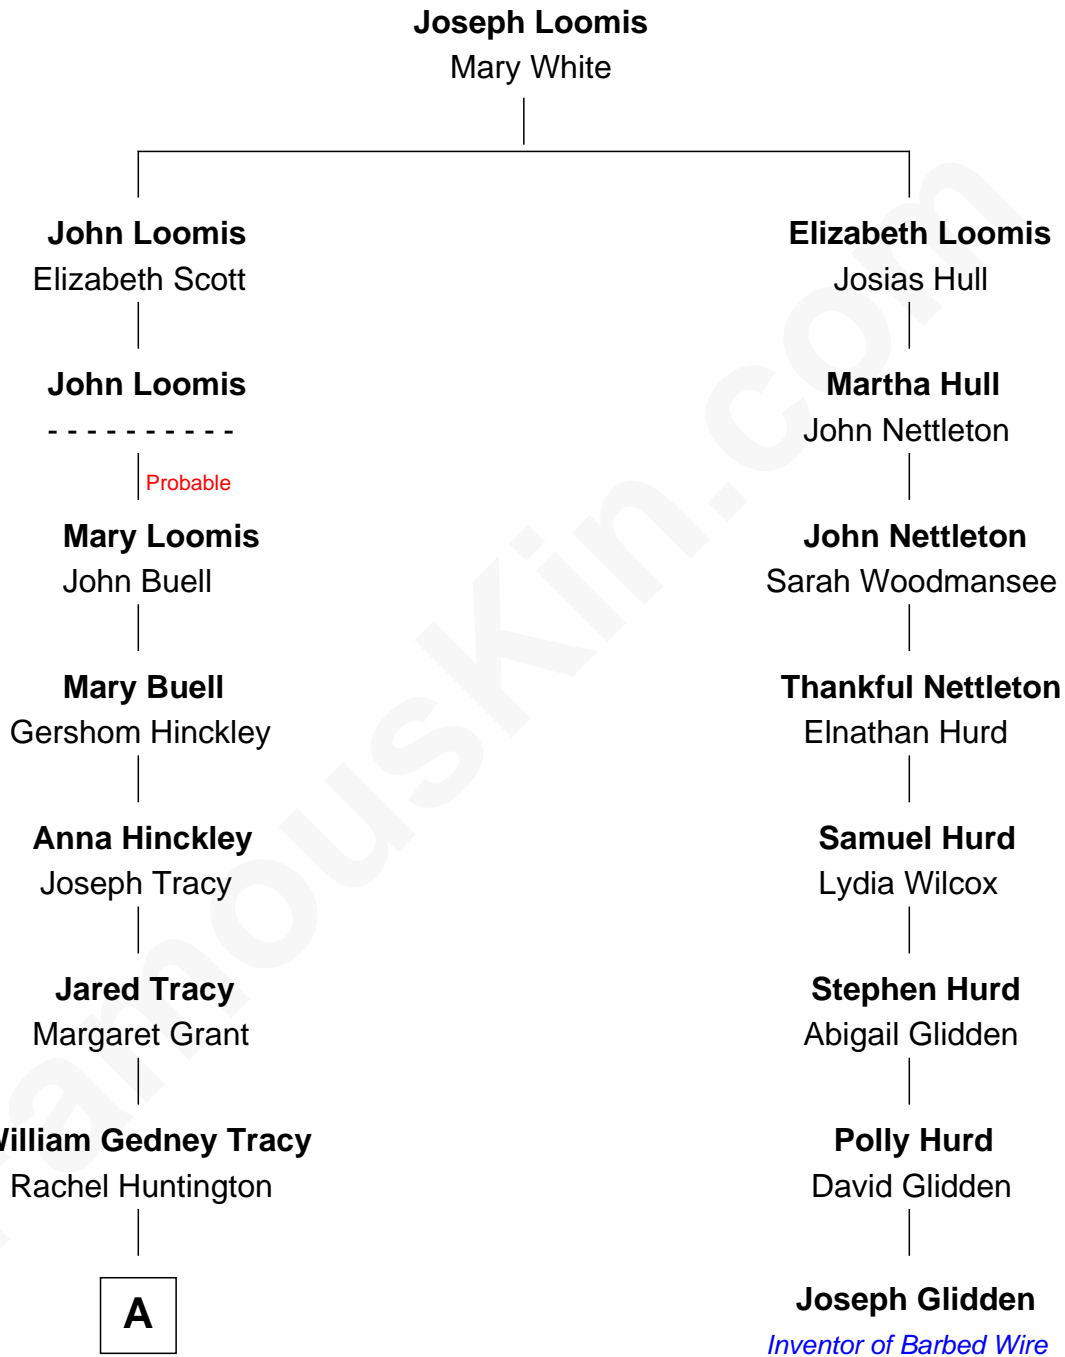 Joseph Loomis
Mary White
John Loomis
Elizabeth Scott
Elizabeth Loomis
Josias Hull
John Loomis
- - - - - - - - - -
Martha Hull
John Nettleton
Probable
Mary Loomis
John Buell
John Nettleton
Sarah Woodmansee
Mary Buell
Gershom Hinckley
Thankful Nettleton
Elnathan Hurd
Anna Hinckley
Joseph Tracy
Samuel Hurd
Lydia Wilcox
Jared Tracy
Margaret Grant
Stephen Hurd
Abigail Glidden
William Gedney Tracy
Rachel Huntington
Polly Hurd
David Glidden
A
Joseph Glidden
Inventor of Barbed Wire
FamousKin.com